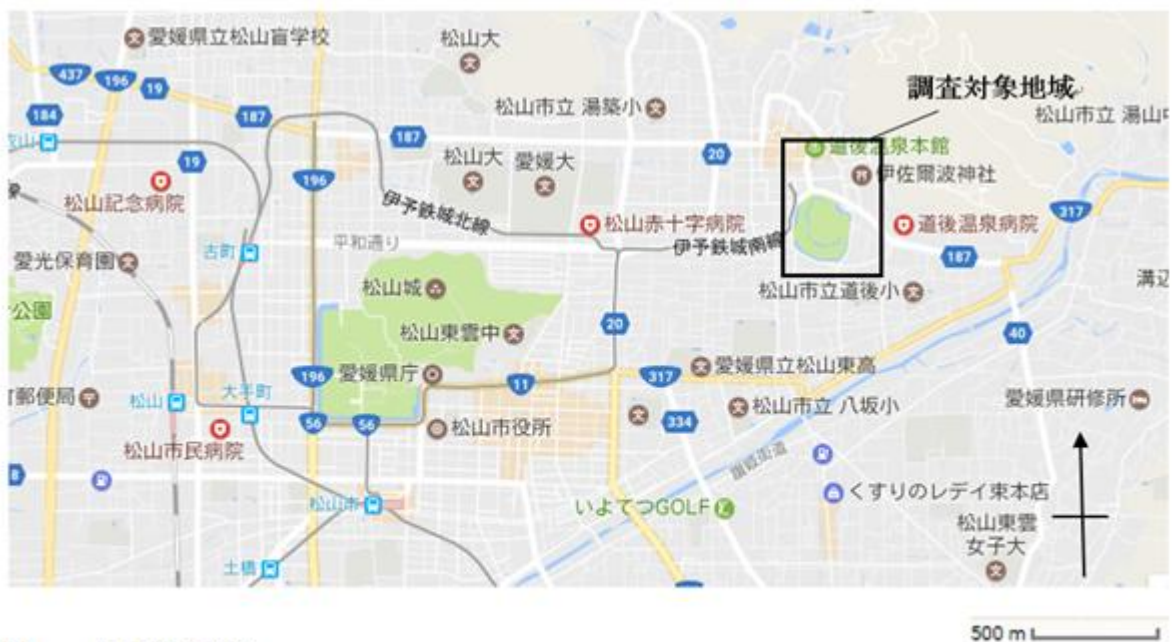 愛媛県立松山盲学校
松山大
437
196
19
調査対象地域
184
187
松山市立 湯築小
松山市立 湯山中
187
19
松山大
愛媛大
20
道後温泉本館
196
伊佐爾波神社
松山記念病院
伊予鉄城北線
松山赤十字病院
道後温泉病院
317
古町
平和通り
伊予鉄城南線
187
愛光保育園
松山城
松山市立道後小
溝辺
公園
松山東雲中
20
40
愛媛県庁
196
11
317
愛媛県立松山東高
町郵便局
松山
大手町
松山市立 八坂小
愛媛県研修所
56
56
松山市役所
334
松山市民病院
松山市
いよてつGOLF
くすりのレデイ束本店
松山東雲
女子大
土橋
500 m